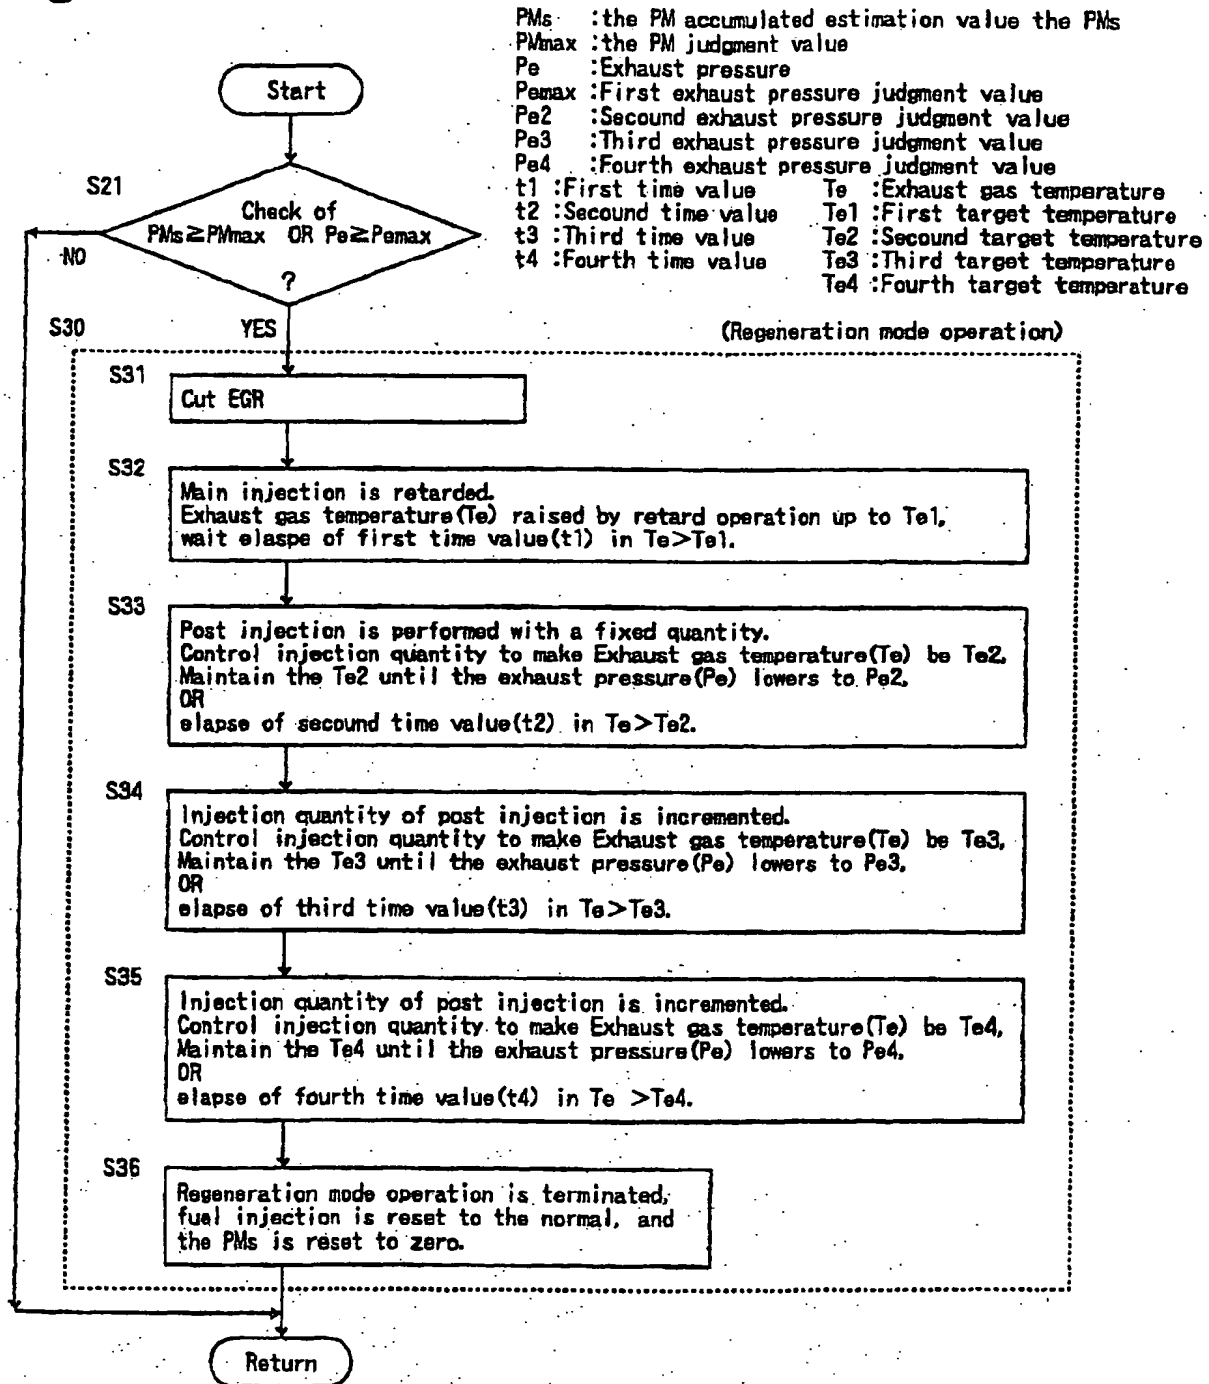 PMs :the PM accumulated estimation value the PMs
PMmax :the PM judgment value
Pe :Exhaust pressure
Pemax :First exhaust pressure judgment value
Pe2 :Secound exhaust pressure judgment value
Pe3 :Third exhaust pressure judgment value
Pe4 :Fourth exhaust pressure judgment value
t1 :First time value Te :Exhaust gas temperature
t2 :Secound time value Te1 :First target temperature
t3 :Third time value Te2 :Secound target temperature
t4 :Fourth time value Te3 :Third target temperature
Te4 :Fourth target temperature
Start
S21
Check of
PMs≧PMmax OR Pe≧Pemax
?
NO
YES
S30
(Regeneration mode operation)
S31
Cut EGR
S32
Main injection is retarded.
Exhaust gas temperature(Te) raised by retard operation up to Te1,
wait elaspe of first time value(t1) in Te>Te1.
S33
Post injection is performed with a fixed quantity.
Control injection quantity to make Exhaust gas temperature(Te) be Te2,
Maintain the Te2 until the exhaust pressure(Pe) lowers to Pe2,
OR
elapse of secound time value(t2) in Te>Te2.
S34
Injection quantity of post injection is incremented.
Control injection quantity to make Exhaust gas temperature(Te) be Te3,
Maintain the Te3 until the exhaust pressure(Pe) lowers to Pe3,
OR
elapse of third time value(t3) in Te>Te3.
S35
Injection quantity of post injection is incremented.
Control injection quantity to make Exhaust gas temperature(Te) be Te4,
Maintain the Te4 until the exhaust pressure(Pe) lowers to Pe4,
OR
elapse of fourth time value(t4) in Te >Te4.
S36
Regeneration mode operation is terminated,
fuel injection is reset to the normal, and
the PMs is reset to zero.
Return